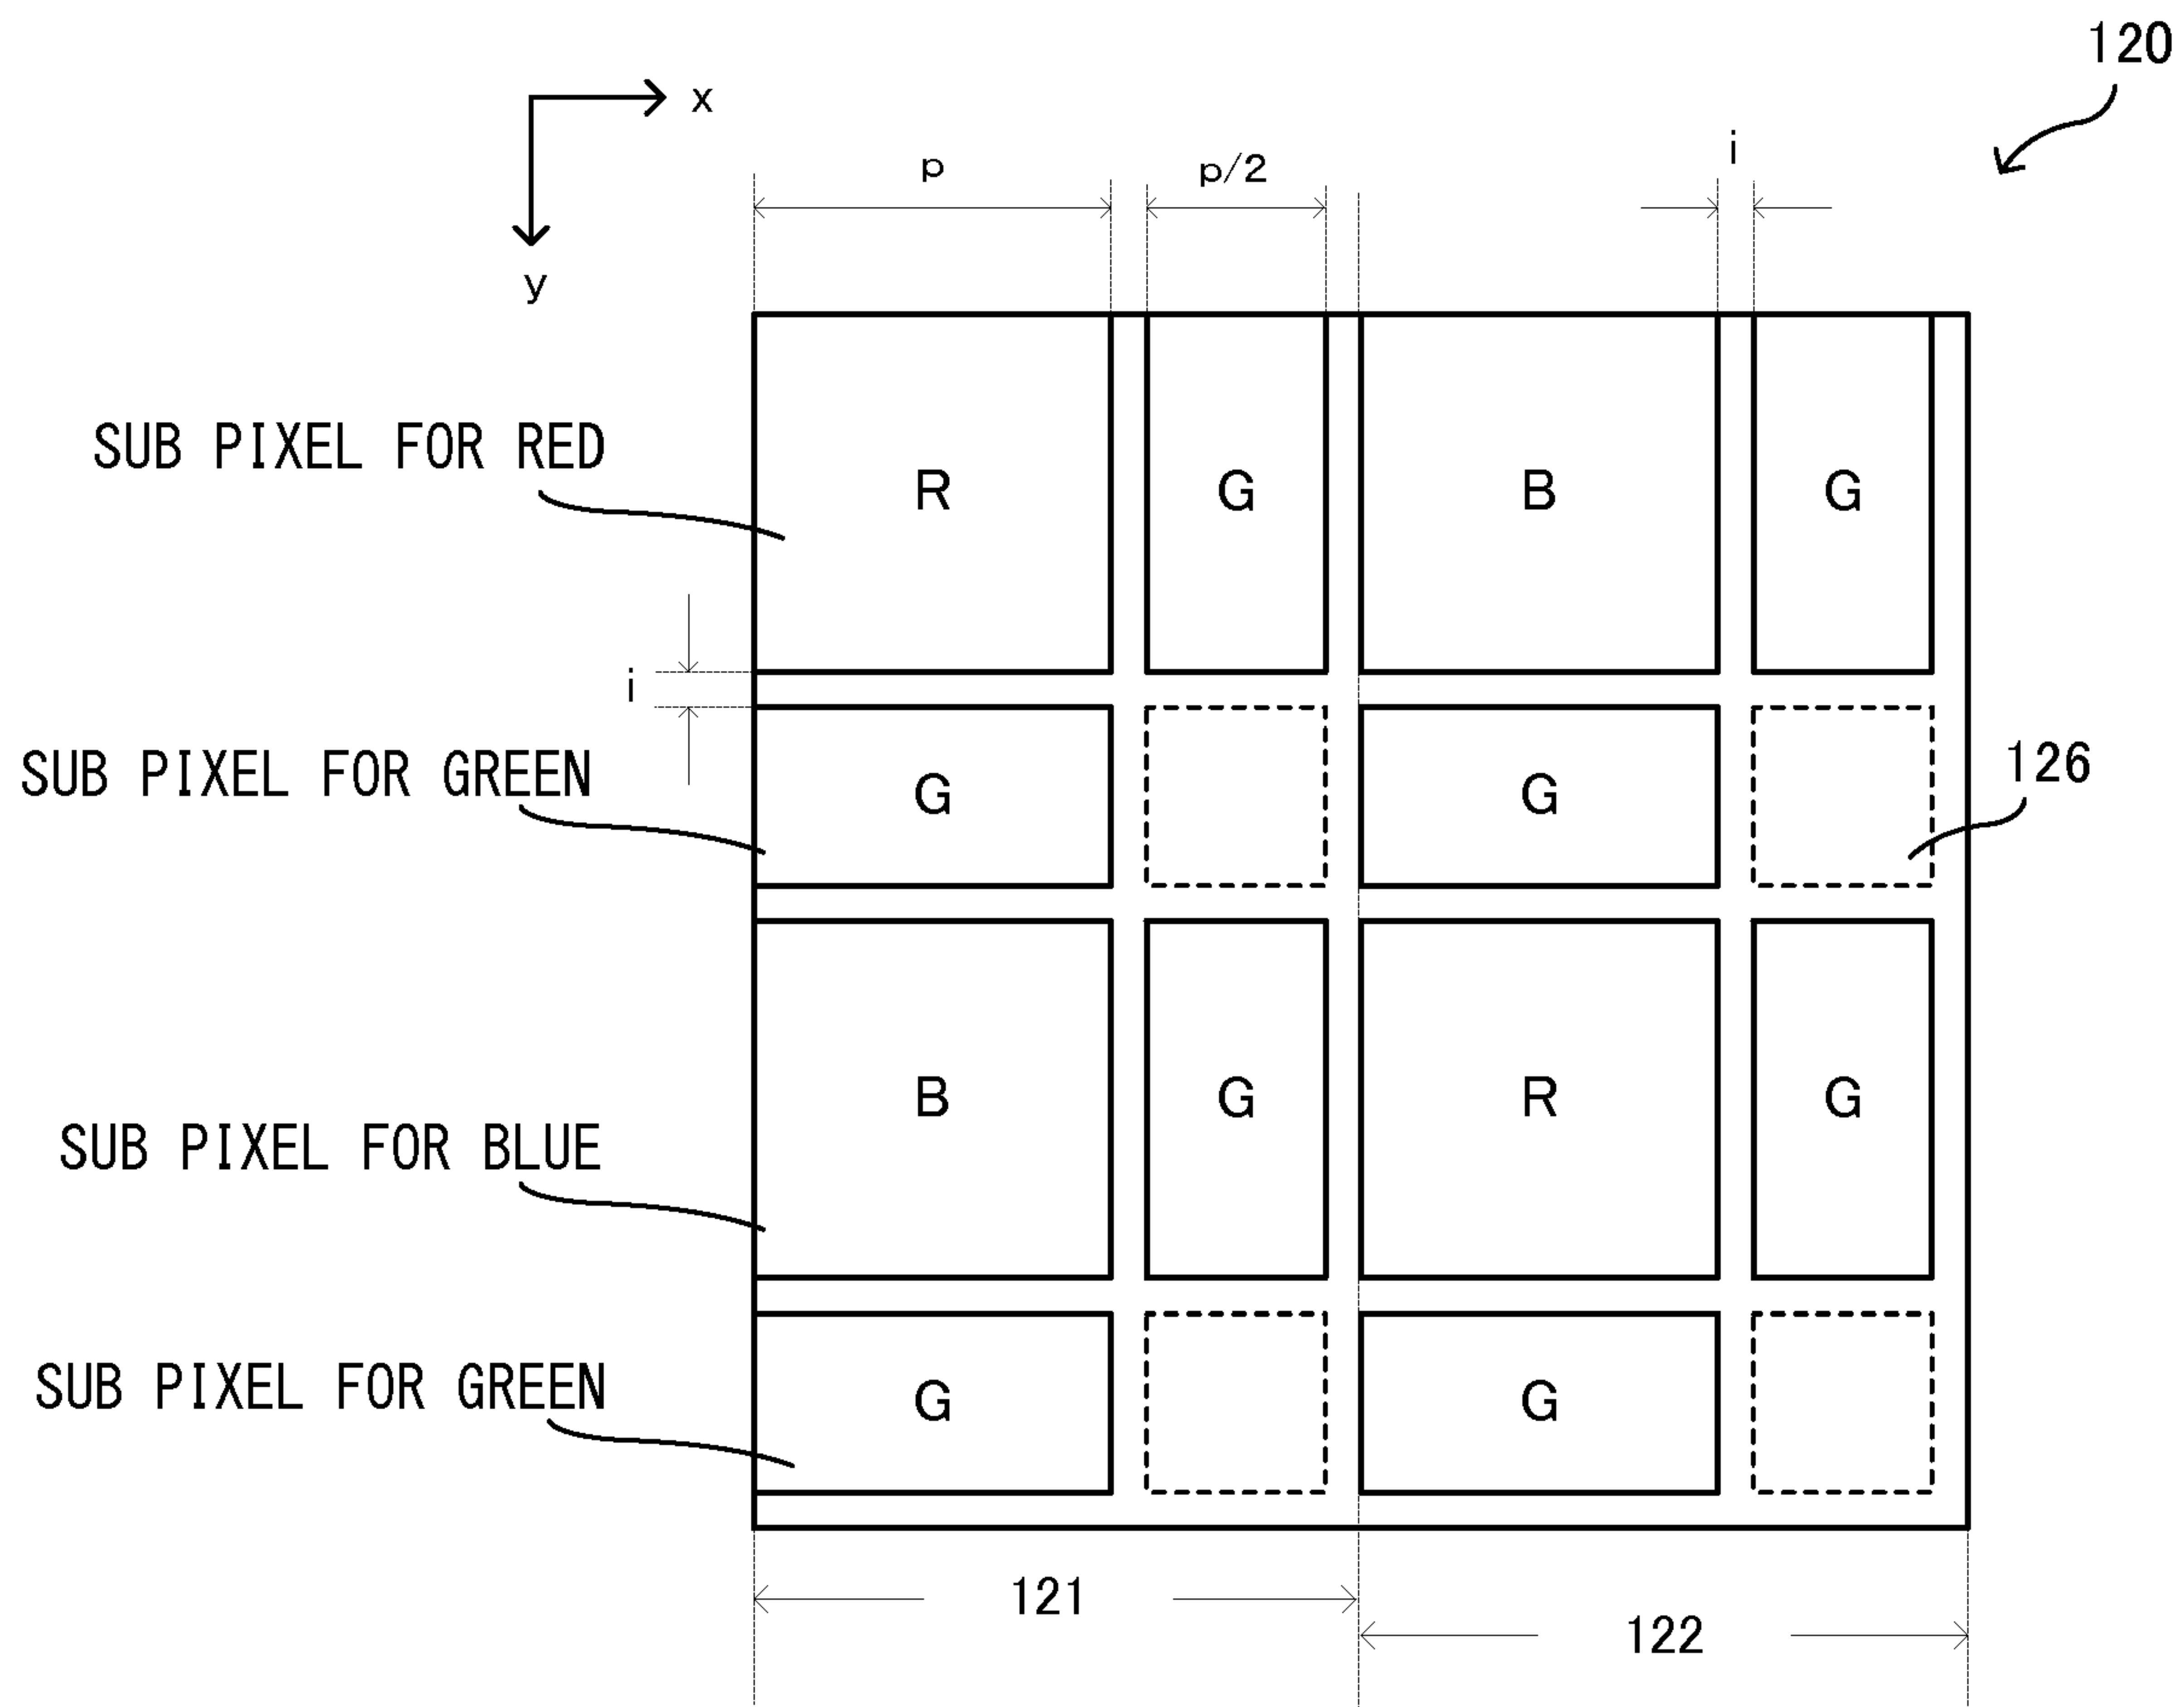 120
x
y
p
p/2
i
SUB PIXEL FOR RED
R
G
B
G
i
SUB PIXEL FOR GREEN
G
G
126
SUB PIXEL FOR BLUE
B
G
R
G
SUB PIXEL FOR GREEN
G
G
121
122